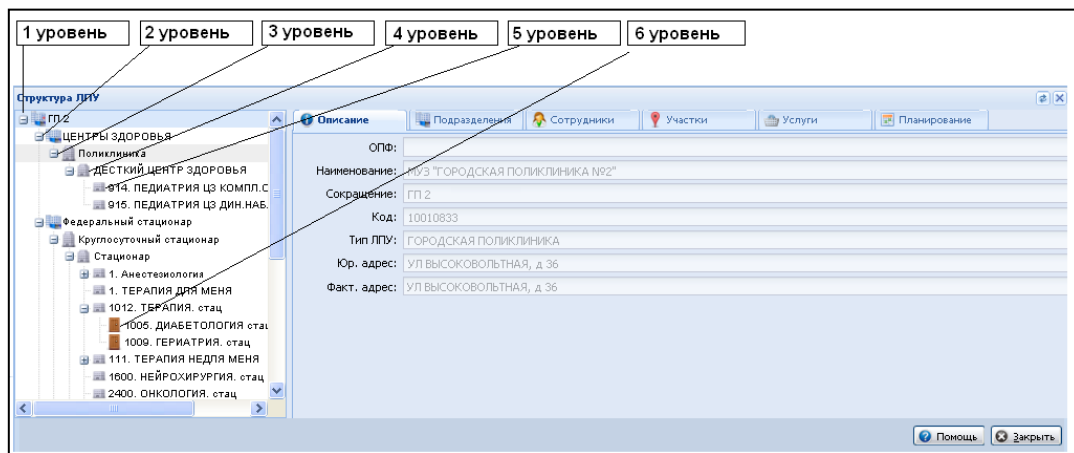 1 уровень 2 уровень 3 уровень 4 уровень 5 уровень 6 уровень
Структура ЛПУ
ГП 2
ЦЕНТРЫ ЗДОРОВЬЯ
Поликлиника
ДЕСТКИЙ ЦЕНТР ЗДОРОВЬЯ
914. ПЕДИАТРИЯ ЦЗ КОМПЛ.С
915. ПЕДИАТРИЯ ЦЗ ДИН.НАБ.
Федеральный стационар
Круглосуточный стационар
Стационар
1. Анестезиология
1. ТЕРАПИЯ ДЛЯ МЕНЯ
1012. ТЕРАПИЯ. стац
1005. ДИАБЕТОЛОГИЯ стац
1009. ГЕРИАТРИЯ. стац
111. ТЕРАПИЯ НЕДЛЯ МЕНЯ
1600. НЕЙРОХИРУРГИЯ. стац
2400. ОНКОЛОГИЯ. стац
Описание Подразделения Сотрудники Участки Услуги Планирование
ОПФ:
Наименование: МУЗ "ГОРОДСКАЯ ПОЛИКЛИНИКА №2"
Сокращение: ГП 2
Код: 10010833
Тип ЛПУ: ГОРОДСКАЯ ПОЛИКЛИНИКА
Юр. адрес: УЛ ВЫСОКОВОЛЬТНАЯ, д 36
Факт. адрес: УЛ ВЫСОКОВОЛЬТНАЯ, д 36
Помощь Закрыть